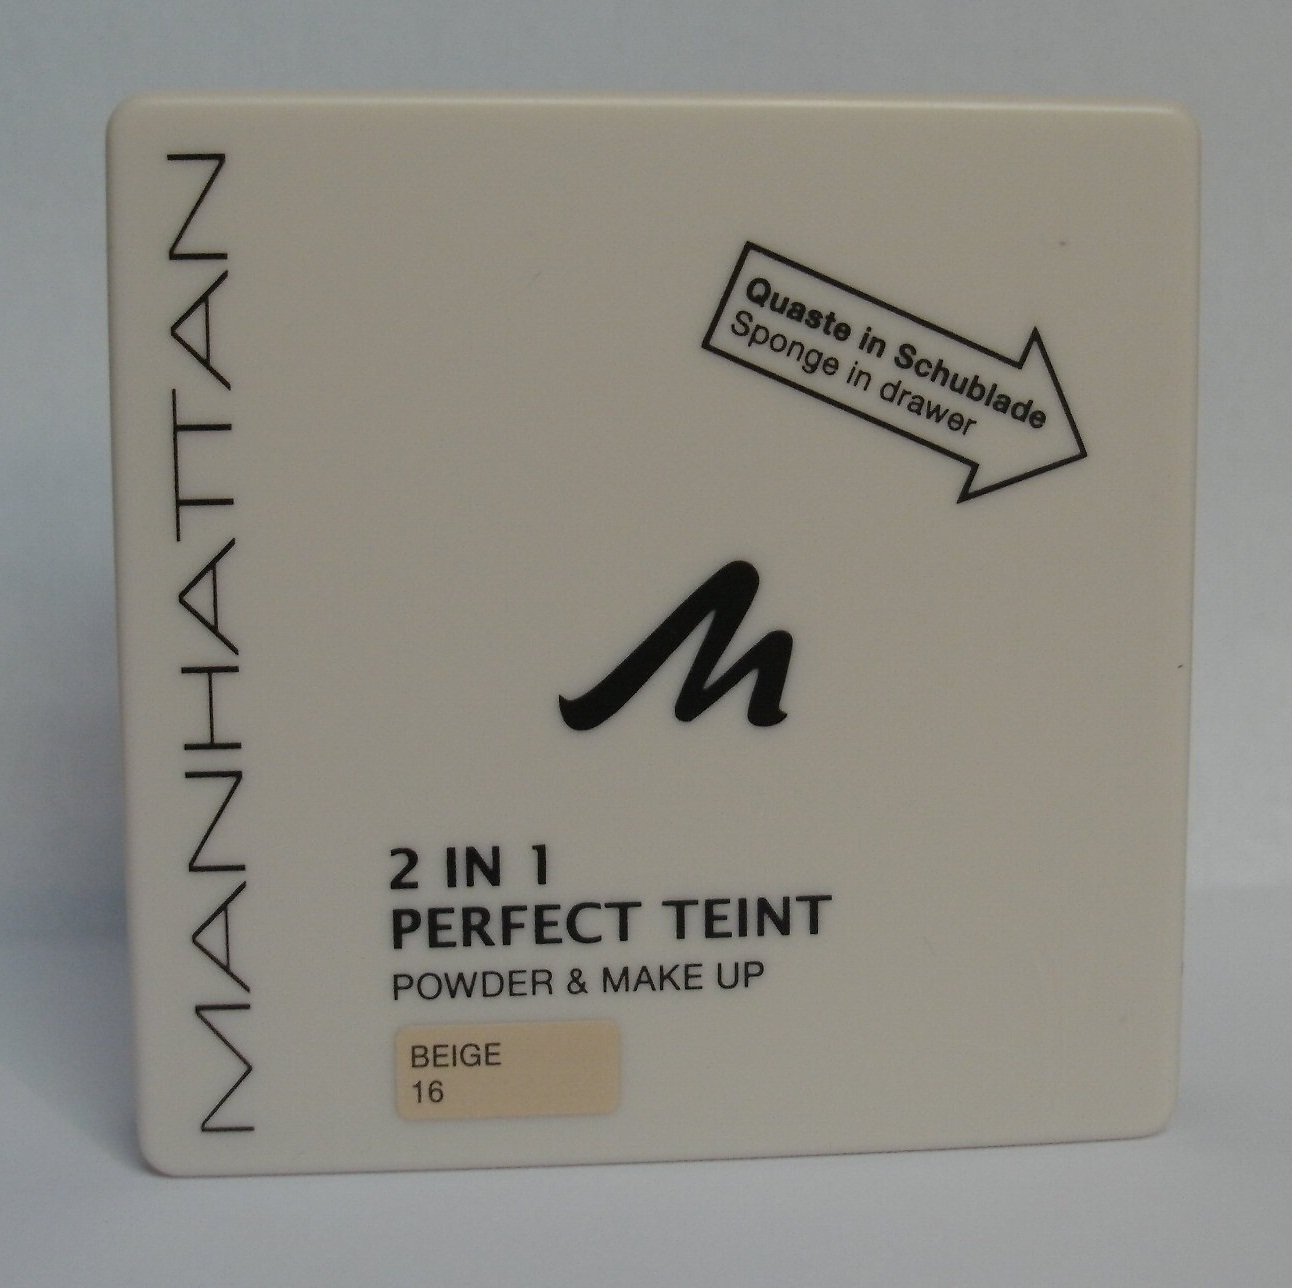 MANHATTAN
Quaste in Schublade
Sponge in drawer
M
2 IN 1
PERFECT TEINT
POWDER & MAKE UP
BEIGE
16